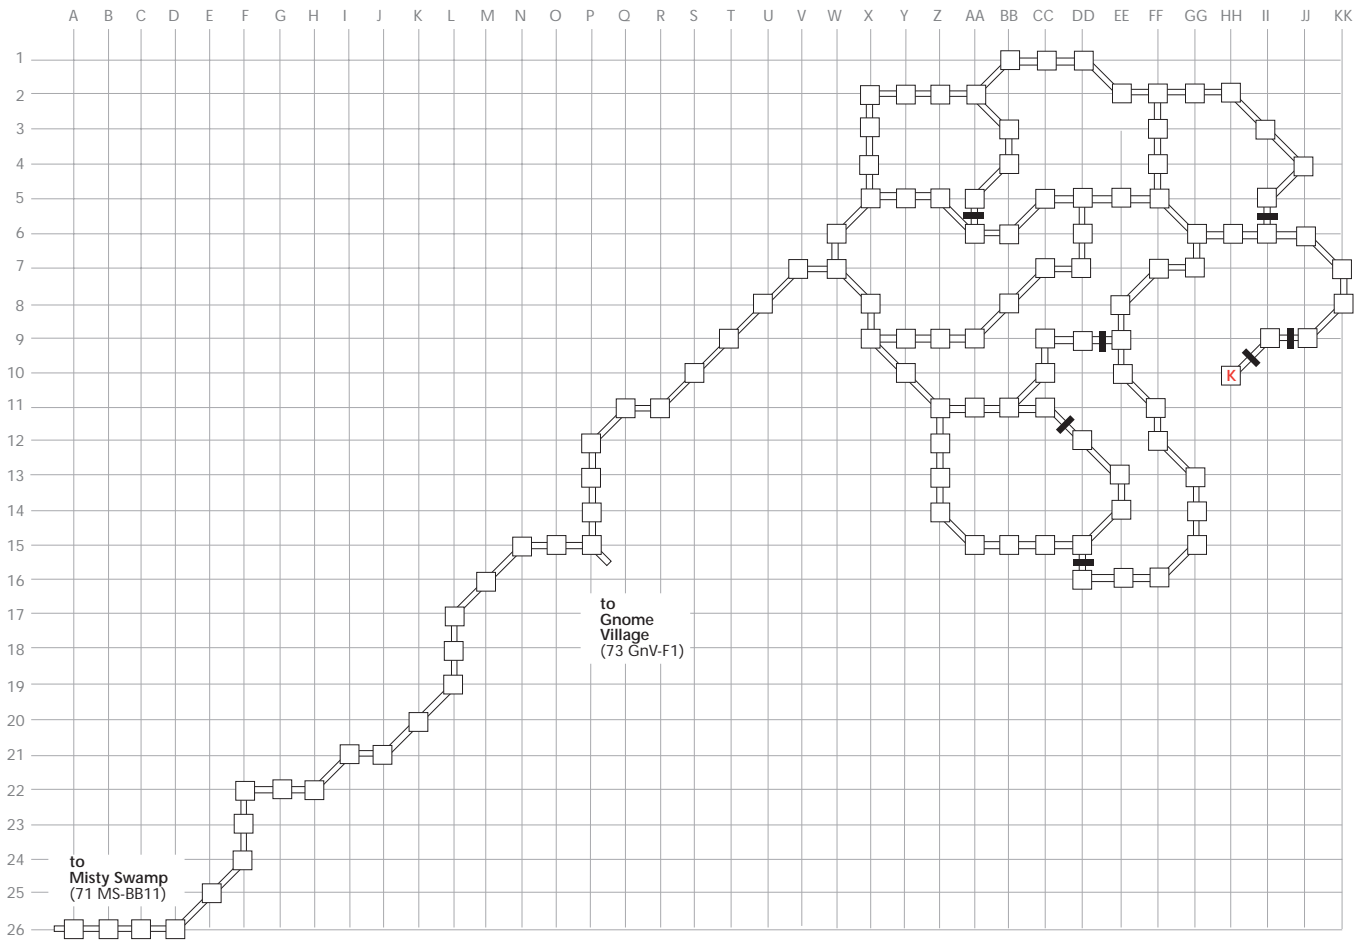 A B C D E F G H I J K L M N O P Q R S T U V W X Y Z AA BB CC DD EE FF GG HH II JJ KK
1
2
3
4
5
6
7
8
9
10
K
11
12
13
14
15
16
17
to
Gnome
Village
(73 GnV-F1)
18
19
20
21
22
23
24
to
Misty Swamp
(71 MS-BB11)
25
26